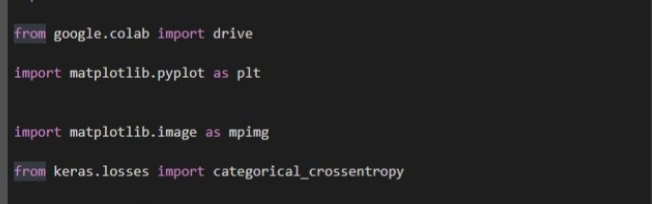 from google.colab import drive
import matplotlib.pyplot as plt
import matplotlib.image as mpimg
from keras.losses import categorical_crossentropy